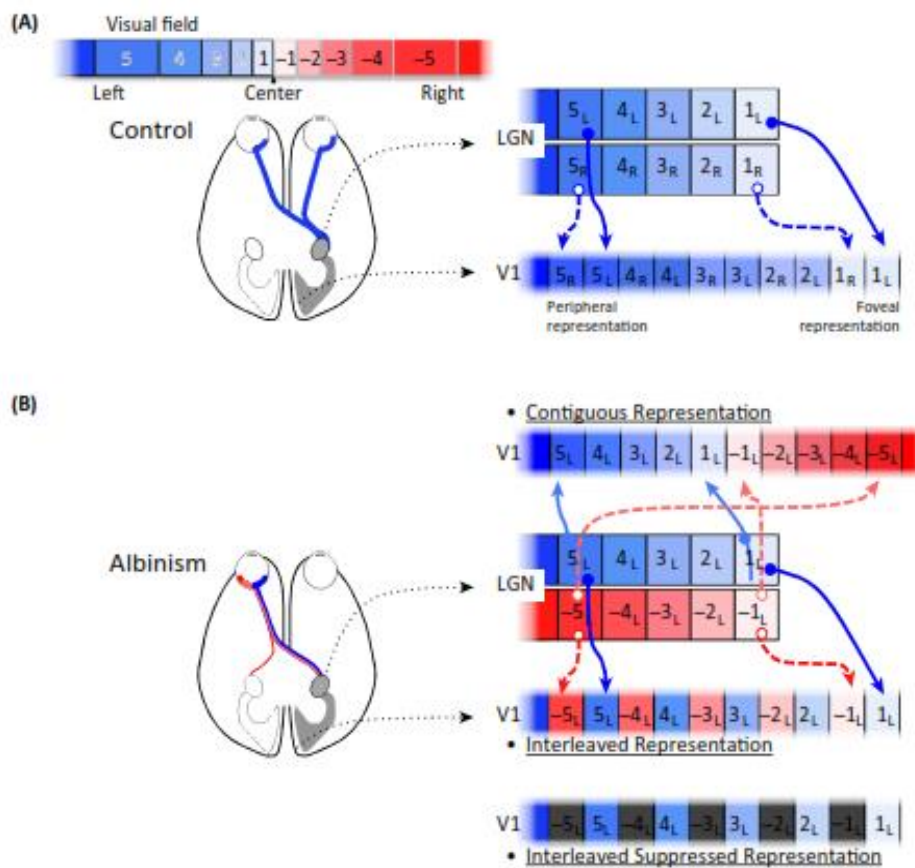 (A)
Visual field
5 4 3 1 –1 –2 –3 –4 –5
Left Center Right
Control
LGN
5L 4L 3L 2L 1L
5R 4R 3R 2R 1R
V1 5R 5L 4R 4L 3R 3L 2R 2L 1R 1L
Peripheral representation
Foveal representation
(B)
• Contiguous Representation
V1 5L 4L 3L 2L 1L –1L –2L –3L –4L –5L
Albinism
LGN
5L 4L 3L 2L 1L
–5 –4L –3L –2L –1L
V1 –5L 5L –4L 4L –3L 3L –2L 2L –1L 1L
• Interleaved Representation
V1 –5L 5L –4L 4L –3L 3L –2L 2L –1L 1L
• Interleaved Suppressed Representation